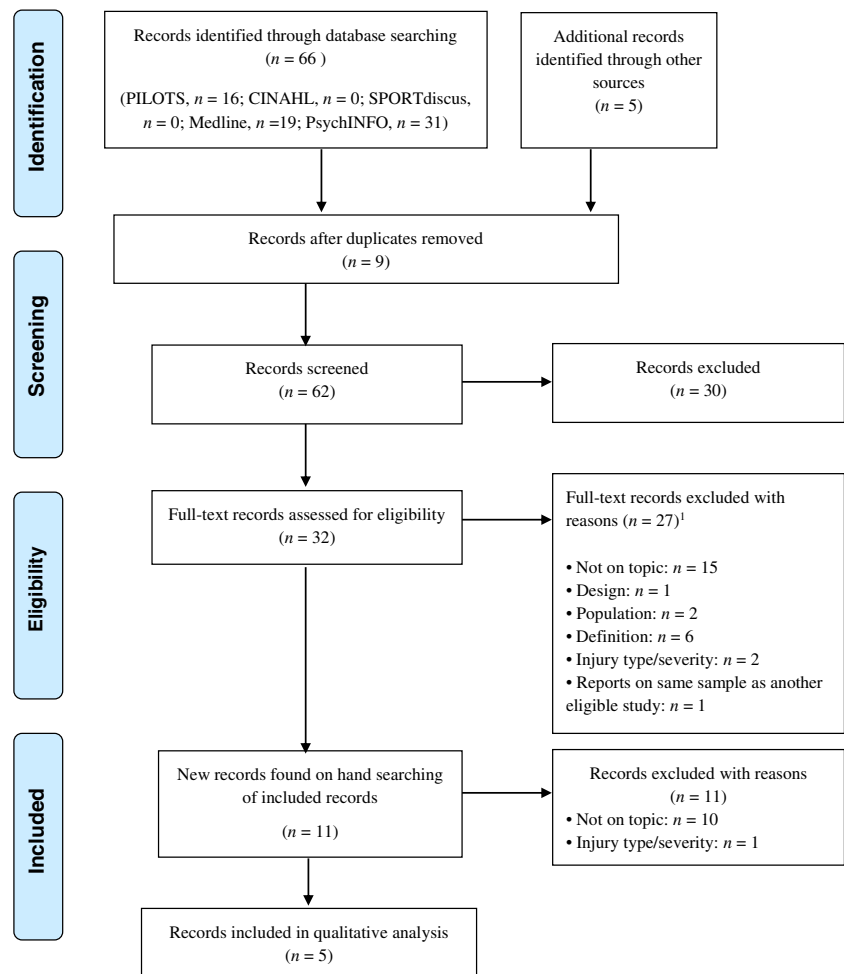 Identification
Records identified through database searching
(n = 66 )
(PILOTS, n = 16; CINAHL, n = 0; SPORTdiscus,
n = 0; Medline, n =19; PsychINFO, n = 31)
Additional records
identified through other
sources
(n = 5)
Records after duplicates removed
(n = 9)
Screening
Records screened
(n = 62)
Records excluded
(n = 30)
Eligibility
Full-text records assessed for eligibility
(n = 32)
Full-text records excluded with
reasons (n = 27)¹
• Not on topic: n = 15
• Design: n = 1
• Population: n = 2
• Definition: n = 6
• Injury type/severity: n = 2
• Reports on same sample as another
eligible study: n = 1
Included
New records found on hand searching
of included records
(n = 11)
Records excluded with reasons
(n = 11)
• Not on topic: n = 10
• Injury type/severity: n = 1
Records included in qualitative analysis
(n = 5)